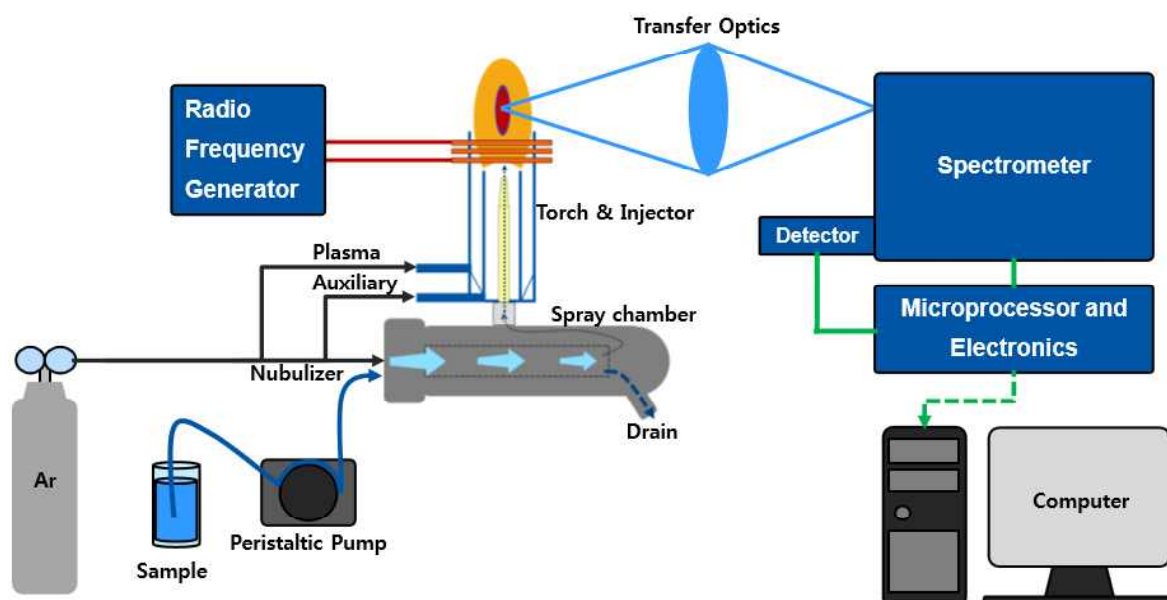 Transfer Optics
Radio
Frequency
Generator
Spectrometer
Torch & Injector
Detector
Plasma
Auxiliary
Spray chamber
Microprocessor and
Electronics
Nubulizer
Drain
Ar
Computer
Peristaltic Pump
Sample